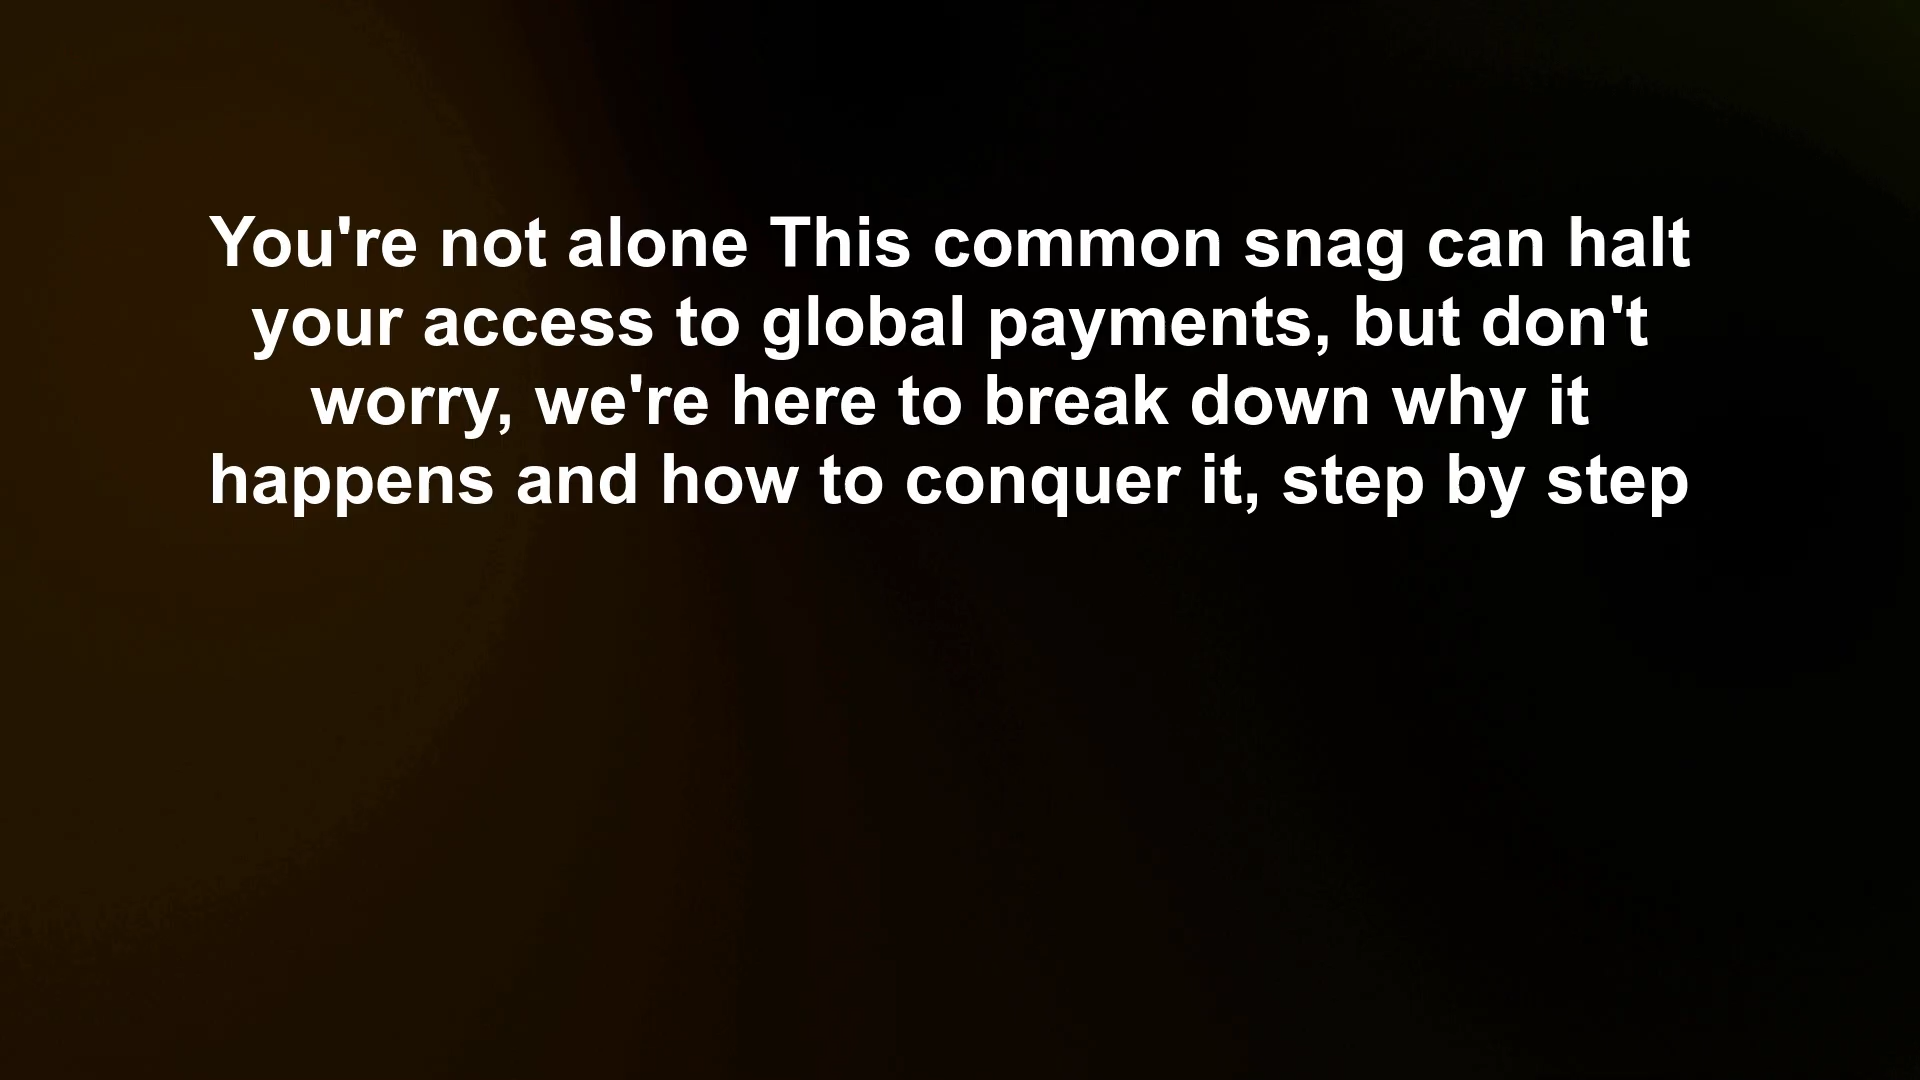 You're not alone This common snag can halt
your access to global payments, but don't
worry, we're here to break down why it
happens and how to conquer it, step by step